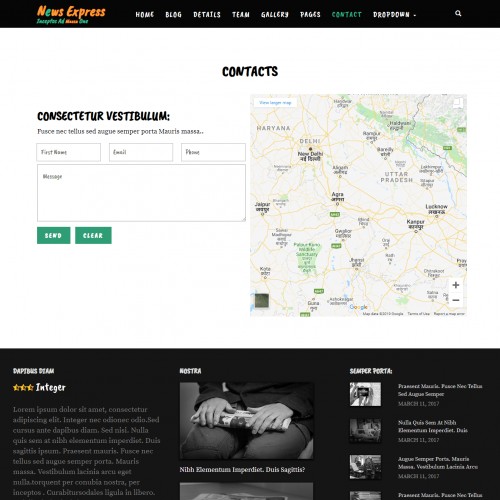 News Express
Inceptos Ad Massa Duo
HOME BLOG DETAILS TEAM GALLERY PAGES CONTACT DROPDOWN
CONTACTS
CONSECTETUR VESTIBULUM;
Fusce nec tellus sed augue semper porta Mauris massa..
First Name
Email
Phone
Message
SEND
CLEAR
View larger map
HARYANA
DELHI
New Delhi
नई दिल्ली
Rampur
Bareilly
Haldwani
Aligarh
UTTAR
PRADESH
Jaipur
जयपुर
Agra
आगरा
Lucknow
लखनऊ
Kanpur
कानपुर
Gwalior
Jhansi
Kota
Shivpuri
Google
Map data ©2018 Google Terms of Use Report a map error
DAPIBUS DIAM
Integer
Lorem ipsum dolor sit amet, consectetur
adipiscing elit. Integer nec odionec odio.Sed
cursus ante dapibus diam. Sed nisi. Nulla
quis sem at nibh elementum imperdiet. Duis
sagittis ipsum. Praesent mauris. Fusce nec
tellus sed augue semper porta. Mauris
massa. Vestibulum lacinia arcu eget
nulla.torquent per conubia nostra, per
inceptos . Curabitursodales ligula in libero.
NOSTRA
Nibh Elementum Imperdiet. Duis Sagittis?
SEMPER PORTA:
Praesent Mauris. Fusce Nec Tellus
Sed Augue Semper
MARCH 11, 2017
Nulla Quis Sem At Nibh
Elementum Imperdiet. Duis
MARCH 11, 2017
Augue Semper Porta. Mauris
Massa. Vestibulum Lacinia Arcu
MARCH 11, 2017
Praesent Mauris. Fusce Nec Tellus